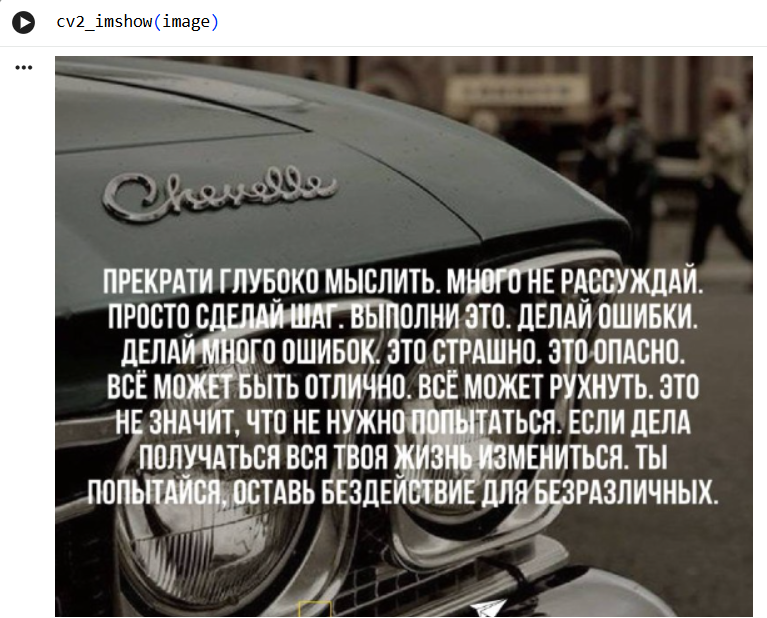 cv2_imshow(image)
Chevelle
ПРЕКРАТИ ГЛУБОКО МЫСЛИТЬ. МНОГО НЕ РАССУЖДАЙ.
ПРОСТО СДЕЛАЙ ШАГ. ВЫПОЛНИ ЭТО. ДЕЛАЙ ОШИБКИ.
ДЕЛАЙ МНОГО ОШИБОК. ЭТО СТРАШНО. ЭТО ОПАСНО.
ВСЁ МОЖЕТ БЫТЬ ОТЛИЧНО. ВСЁ МОЖЕТ РУХНУТЬ. ЭТО
НЕ ЗНАЧИТ, ЧТО НЕ НУЖНО ПОПЫТАТЬСЯ. ЕСЛИ ДЕЛА
ПОЛУЧАТЬСЯ ВСЯ ТВОЯ ЖИЗНЬ ИЗМЕНИТЬСЯ. ТЫ
ПОПЫТАЙСЯ, ОСТАВЬ БЕЗДЕЙСТВИЕ ДЛЯ БЕЗРАЗЛИЧНЫХ.